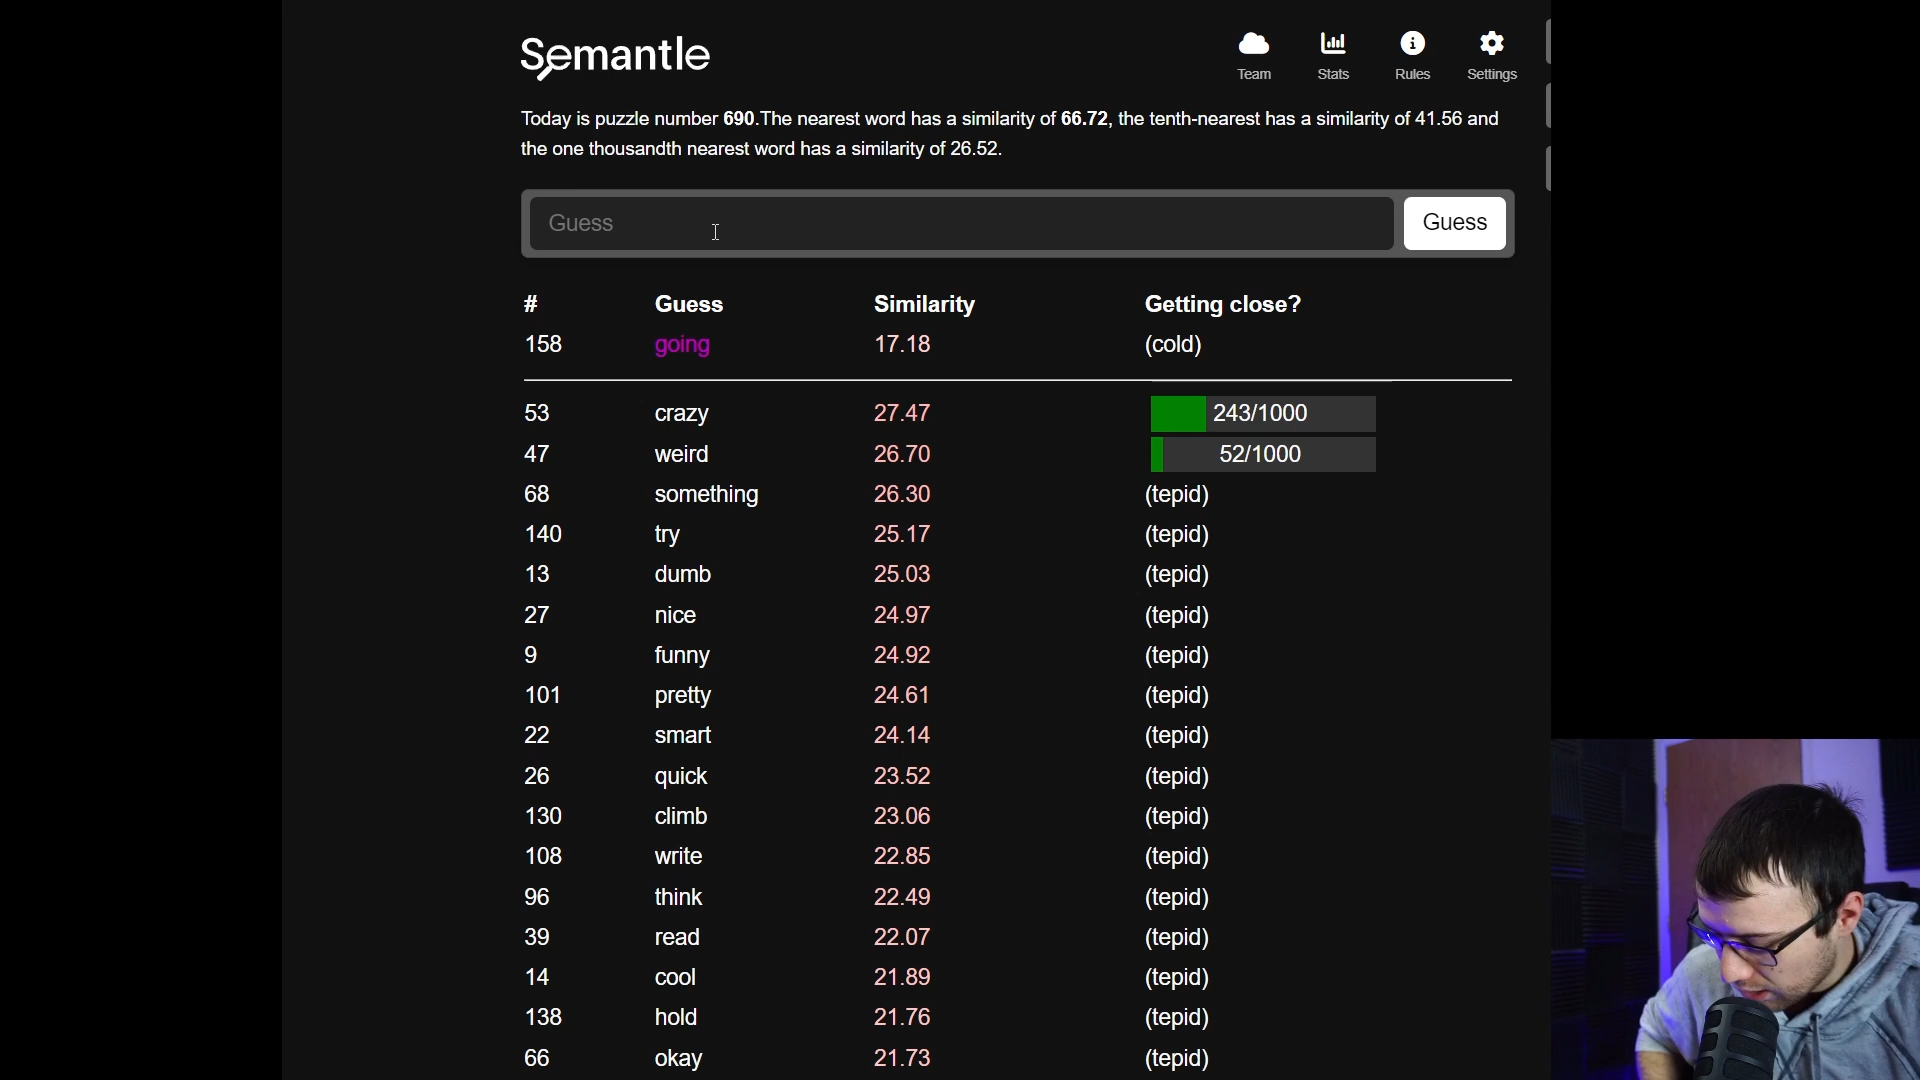 Semantle
Team Stats Rules Settings
Today is puzzle number 690.The nearest word has a similarity of 66.72, the tenth-nearest has a similarity of 41.56 and
the one thousandth nearest word has a similarity of 26.52.
Guess Guess
# Guess Similarity Getting close?
158 going 17.18 (cold)
53 crazy 27.47 243/1000
47 weird 26.70 52/1000
68 something 26.30 (tepid)
140 try 25.17 (tepid)
13 dumb 25.03 (tepid)
27 nice 24.97 (tepid)
9 funny 24.92 (tepid)
101 pretty 24.61 (tepid)
22 smart 24.14 (tepid)
26 quick 23.52 (tepid)
130 climb 23.06 (tepid)
108 write 22.85 (tepid)
96 think 22.49 (tepid)
39 read 22.07 (tepid)
14 cool 21.89 (tepid)
138 hold 21.76 (tepid)
66 okay 21.73 (tepid)